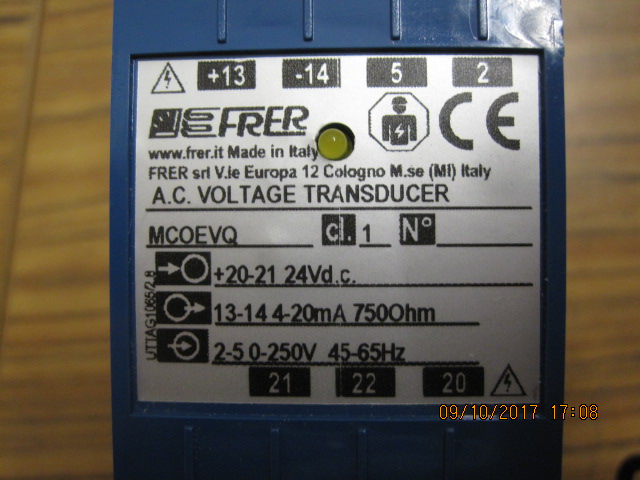 +13 -14 5 2
FRER
CE
www.frer.it Made in Italy
FRER srl V.le Europa 12 Cologno M.se (MI) Italy
A.C. VOLTAGE TRANSDUCER
MCOEVQ cl. 1 N°
+20-21 24Vd.c.
13-14 4-20mA 750Ohm
2-5 0-250V 45-65Hz
UTTAG1065/2.8
21 22 20
09/10/2017 17:08